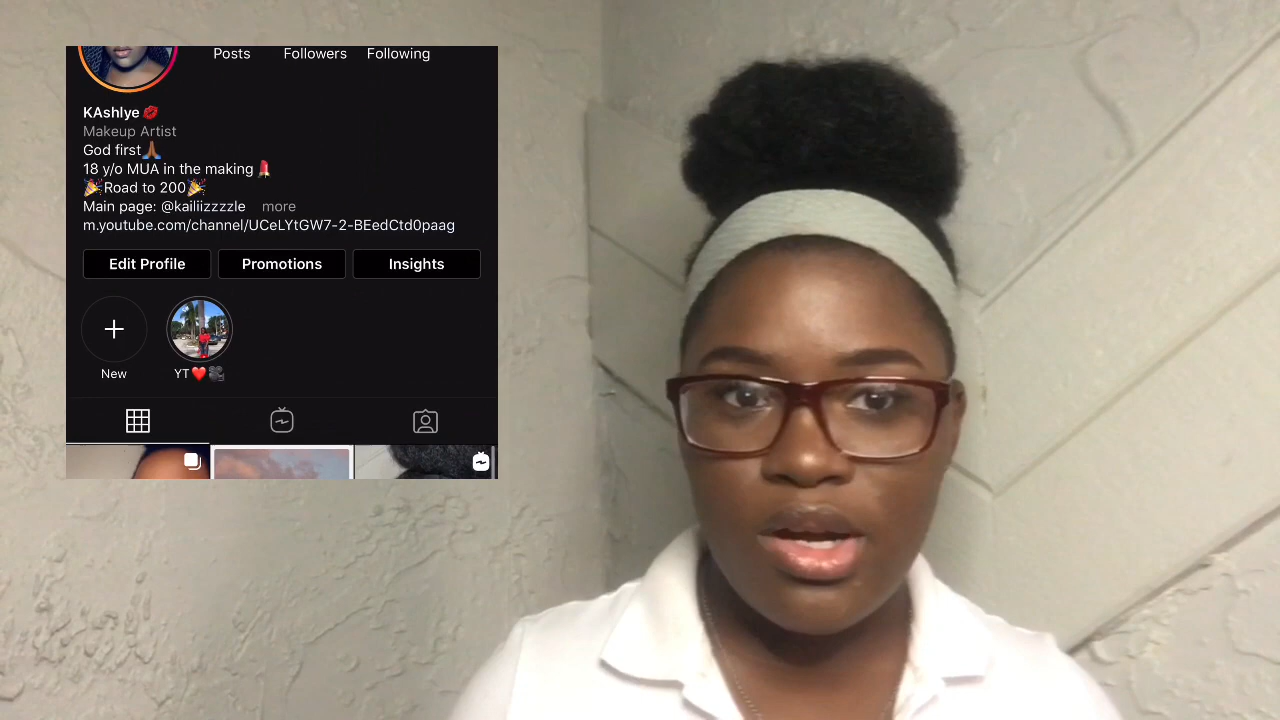 Posts Followers Following
KAshlye 💋
Makeup Artist
God first🙏🏾
18 y/o MUA in the making💄
🎉Road to 200🎉
Main page: @kailiizzzzle more
m.youtube.com/channel/UCeLYtGW7-2-BEedCtd0paag
Edit Profile Promotions Insights
New YT❤️🎥